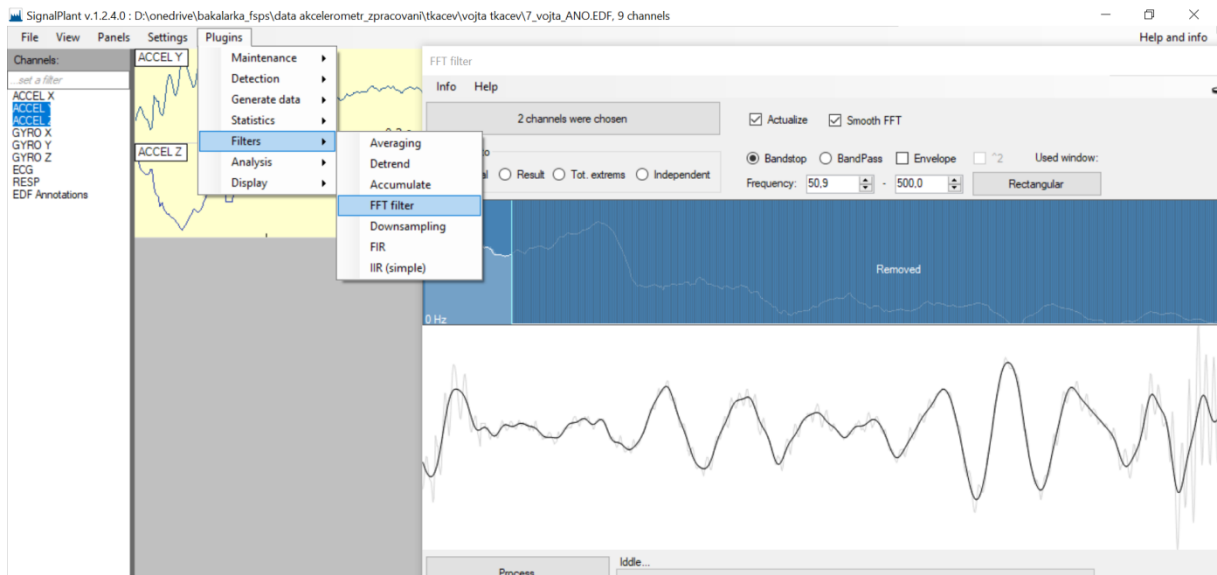 SignalPlant v.1.2.4.0 : D:\onedrive\bakalarka_fsps\data akcelerometr_zpracovani\tkacev\vojta tkacev\7_vojta_ANO.EDF, 9 channels
File View Panels Settings Plugins Help and info
Channels:
...set a filter
ACCEL X
ACCEL
ACCEL
GYRO X
GYRO Y
GYRO Z
ECG
RESP
EDF Annotations
ACCEL Y
ACCEL Z
Maintenance
Detection
Generate data
Statistics
Filters
Analysis
Display
Averaging
Detrend
Accumulate
FFT filter
Downsampling
FIR
IIR (simple)
FFT filter
Info Help
2 channels were chosen
Actualize Smooth FFT
Result Tot. extrems Independent
Bandstop BandPass Envelope ^2 Used window:
Frequency: 50,9 - 500,0 Rectangular
Removed
0 Hz
Iddle...
Process